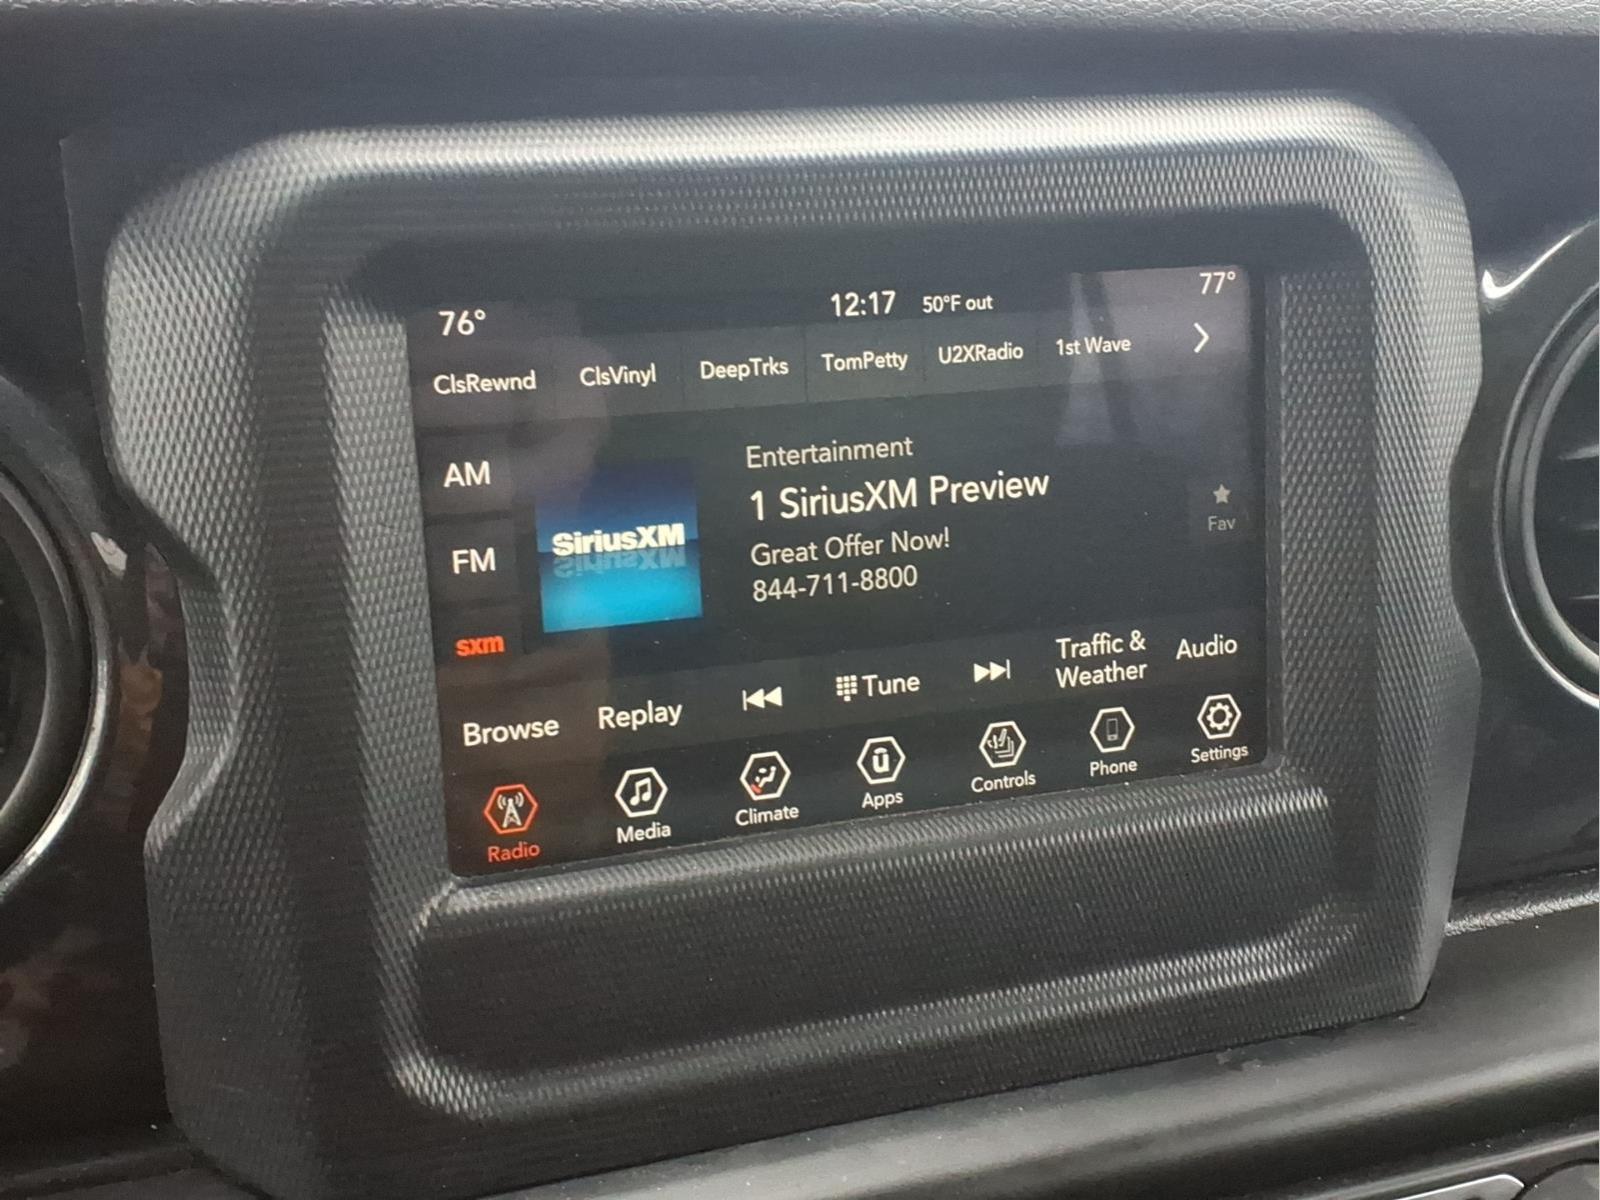 76°
12:17
50°F out
77°
ClsRewnd
ClsVinyl
DeepTrks
TomPetty
U2XRadio
1st Wave
AM
FM
sxm
SiriusXM
Entertainment
1 SiriusXM Preview
Great Offer Now!
844-711-8800
Fav
Browse
Replay
Tune
Traffic &
Weather
Audio
Radio
Media
Climate
Apps
Controls
Phone
Settings